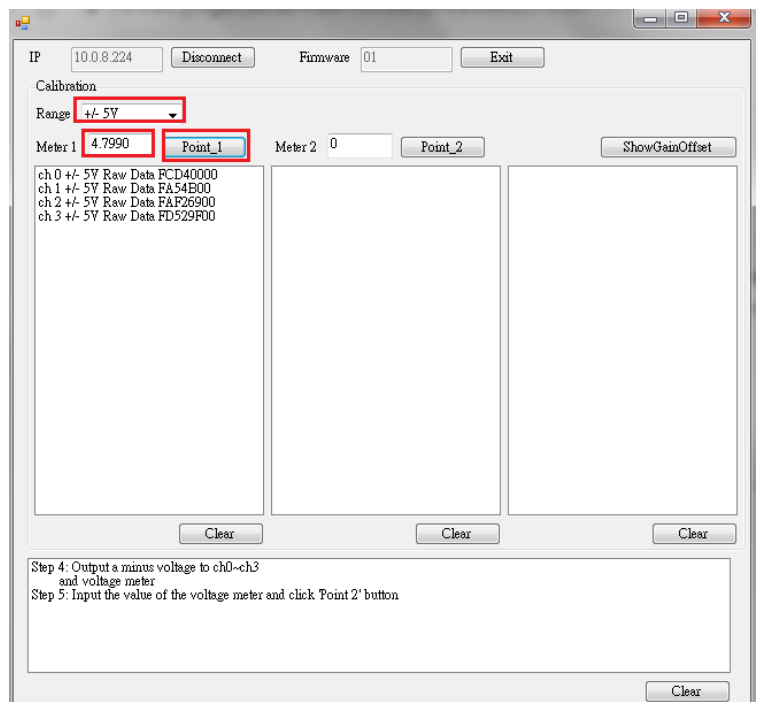 IP 10.0.8.224 Disconnect Firmware 01 Exit
Calibration
Range +/- 5V
Meter 1 4.7990 Point_1 Meter 2 0 Point_2 ShowGainOffset
ch 0 +/- 5V Raw Data FCD40000
ch 1 +/- 5V Raw Data FA54B00
ch 2 +/- 5V Raw Data FAF26900
ch 3 +/- 5V Raw Data FD529F00
Clear Clear Clear
Step 4: Output a minus voltage to ch0~ch3
and voltage meter
Step 5: Input the value of the voltage meter and click 'Point 2' button
Clear